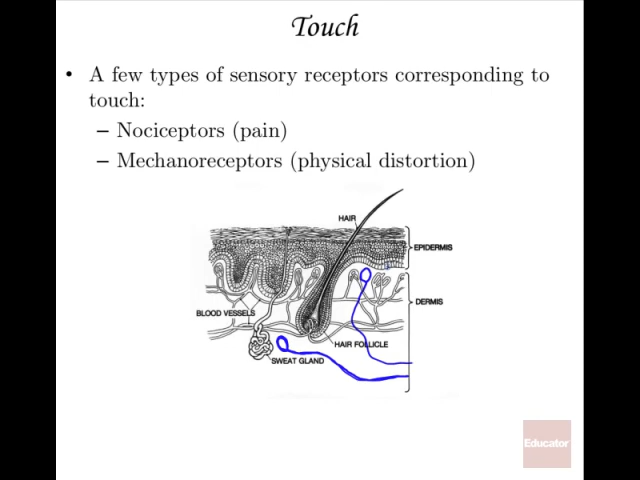 Touch
• A few types of sensory receptors corresponding to
touch:
– Nociceptors (pain)
– Mechanoreceptors (physical distortion)
HAIR
EPIDERMIS
DERMIS
BLOOD VESSELS
HAIR FOLLICLE
SWEAT GLAND
Educator